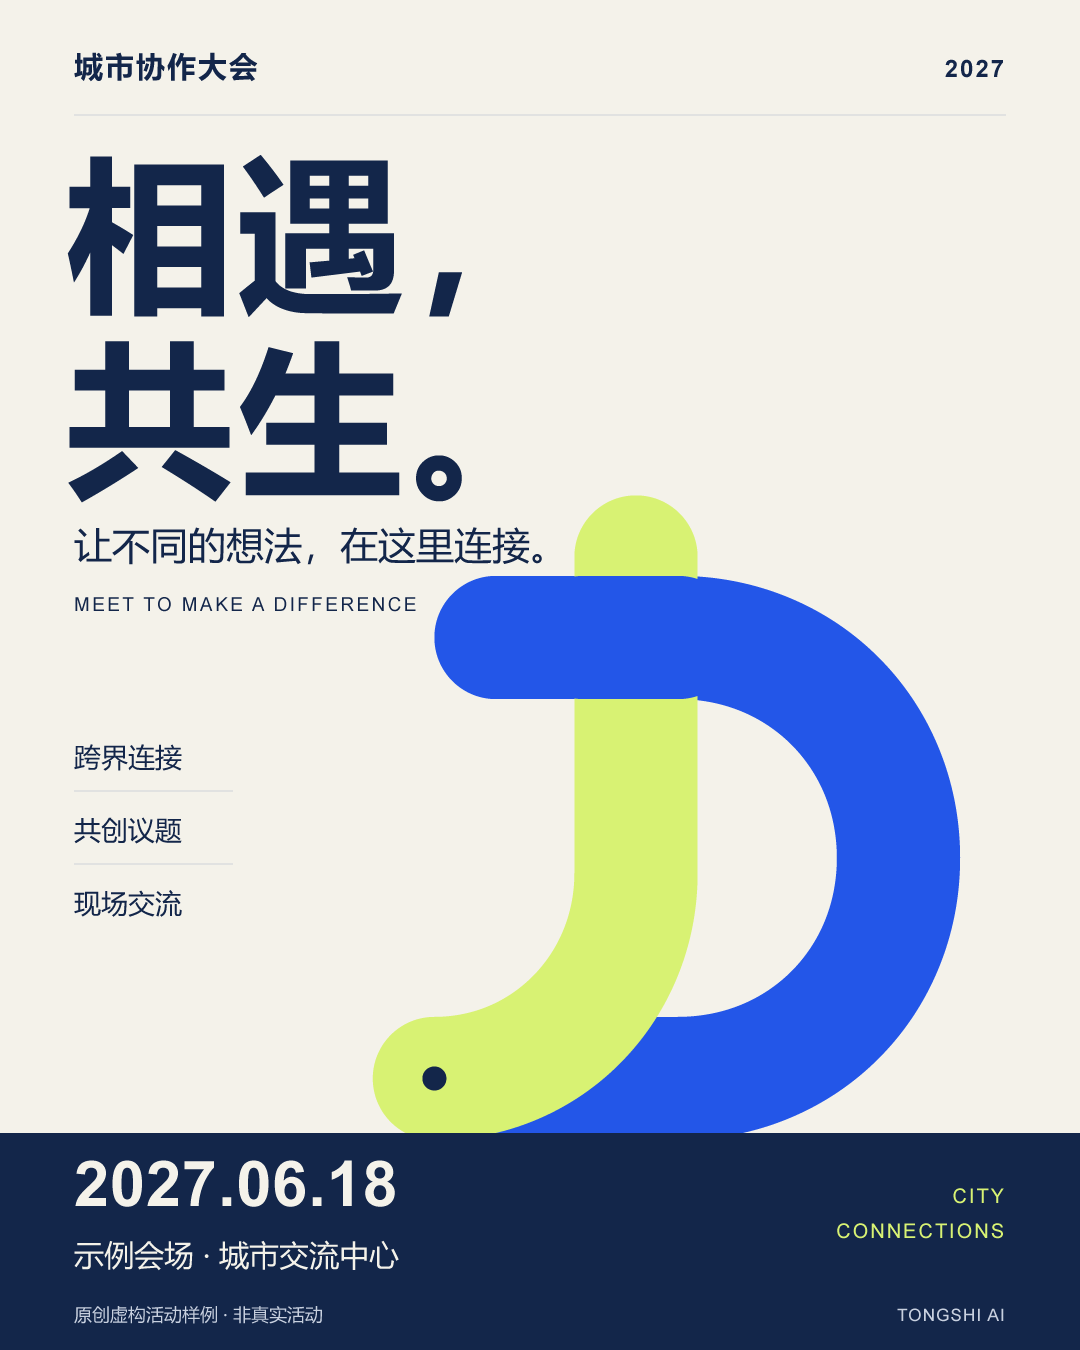 城市协作大会
2027
相遇，
共生。
让不同的想法，在这里连接。
MEET TO MAKE A DIFFERENCE
跨界连接
共创议题
现场交流
2027.06.18
示例会场 · 城市交流中心
原创虚构活动样例 · 非真实活动
CITY
CONNECTIONS
TONGSHI AI